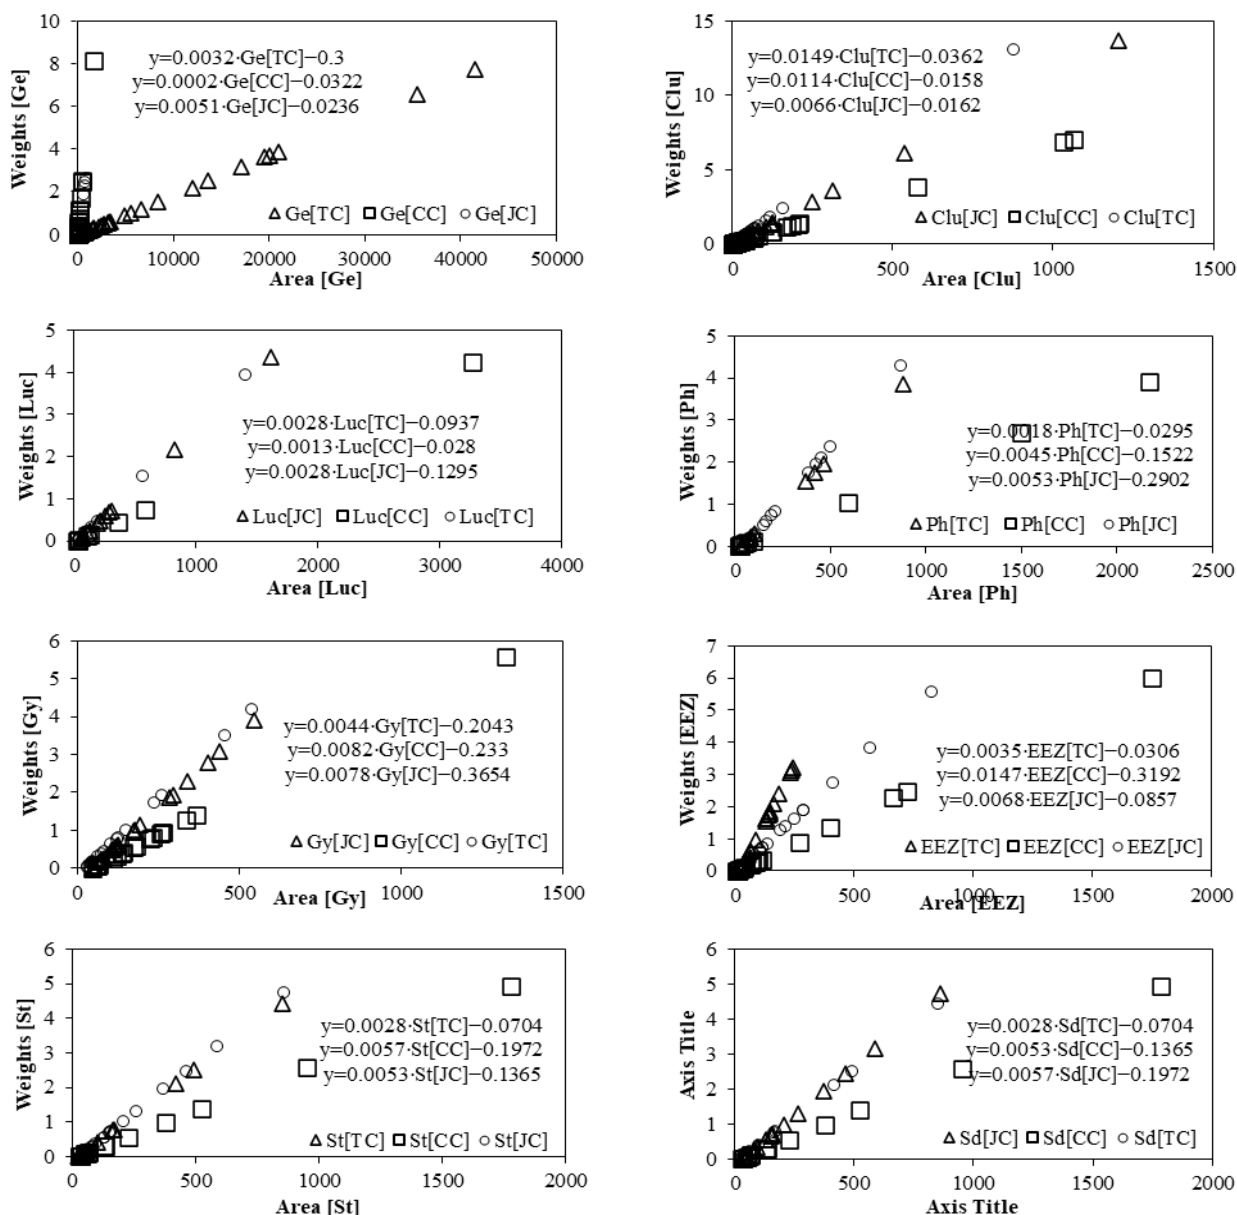 10
8
6
4
2
0
Weights [Ge]
y=0.0032·Ge[TC]−0.3
y=0.0002·Ge[CC]−0.0322
y=0.0051·Ge[JC]−0.0236
Ge[TC] Ge[CC] Ge[JC]
0 10000 20000 30000 40000 50000
Area [Ge]
15
10
5
0
Weights [Clu]
y=0.0149·Clu[TC]−0.0362
y=0.0114·Clu[CC]−0.0158
y=0.0066·Clu[JC]−0.0162
Clu[JC] Clu[CC] Clu[TC]
0 500 1000 1500
Area [Clu]
5
4
3
2
1
0
Weights [Luc]
y=0.0028·Luc[TC]−0.0937
y=0.0013·Luc[CC]−0.028
y=0.0028·Luc[JC]−0.1295
Luc[JC] Luc[CC] Luc[TC]
0 1000 2000 3000 4000
Area [Luc]
5
4
3
2
1
0
Weights [Ph]
y=0.0018·Ph[TC]−0.0295
y=0.0045·Ph[CC]−0.1522
y=0.0053·Ph[JC]−0.2902
Ph[TC] Ph[CC] Ph[JC]
0 500 1000 1500 2000 2500
Area [Ph]
6
5
4
3
2
1
0
Weights [Gy]
y=0.0044·Gy[TC]−0.2043
y=0.0082·Gy[CC]−0.233
y=0.0078·Gy[JC]−0.3654
Gy[JC] Gy[CC] Gy[TC]
0 500 1000 1500
Area [Gy]
7
6
5
4
3
2
1
0
Weights [EEZ]
y=0.0035·EEZ[TC]−0.0306
y=0.0147·EEZ[CC]−0.3192
y=0.0068·EEZ[JC]−0.0857
EEZ[TC] EEZ[CC] EEZ[JC]
0 500 1000 1500 2000
Area [EEZ]
6
5
4
3
2
1
0
Weights [St]
y=0.0028·St[TC]−0.0704
y=0.0057·St[CC]−0.1972
y=0.0053·St[JC]−0.1365
St[TC] St[CC] St[JC]
0 500 1000 1500 2000
Area [St]
6
5
4
3
2
1
0
Axis Title
y=0.0028·Sd[TC]−0.0704
y=0.0053·Sd[CC]−0.1365
y=0.0057·Sd[JC]−0.1972
Sd[JC] Sd[CC] Sd[TC]
0 500 1000 1500 2000
Axis Title